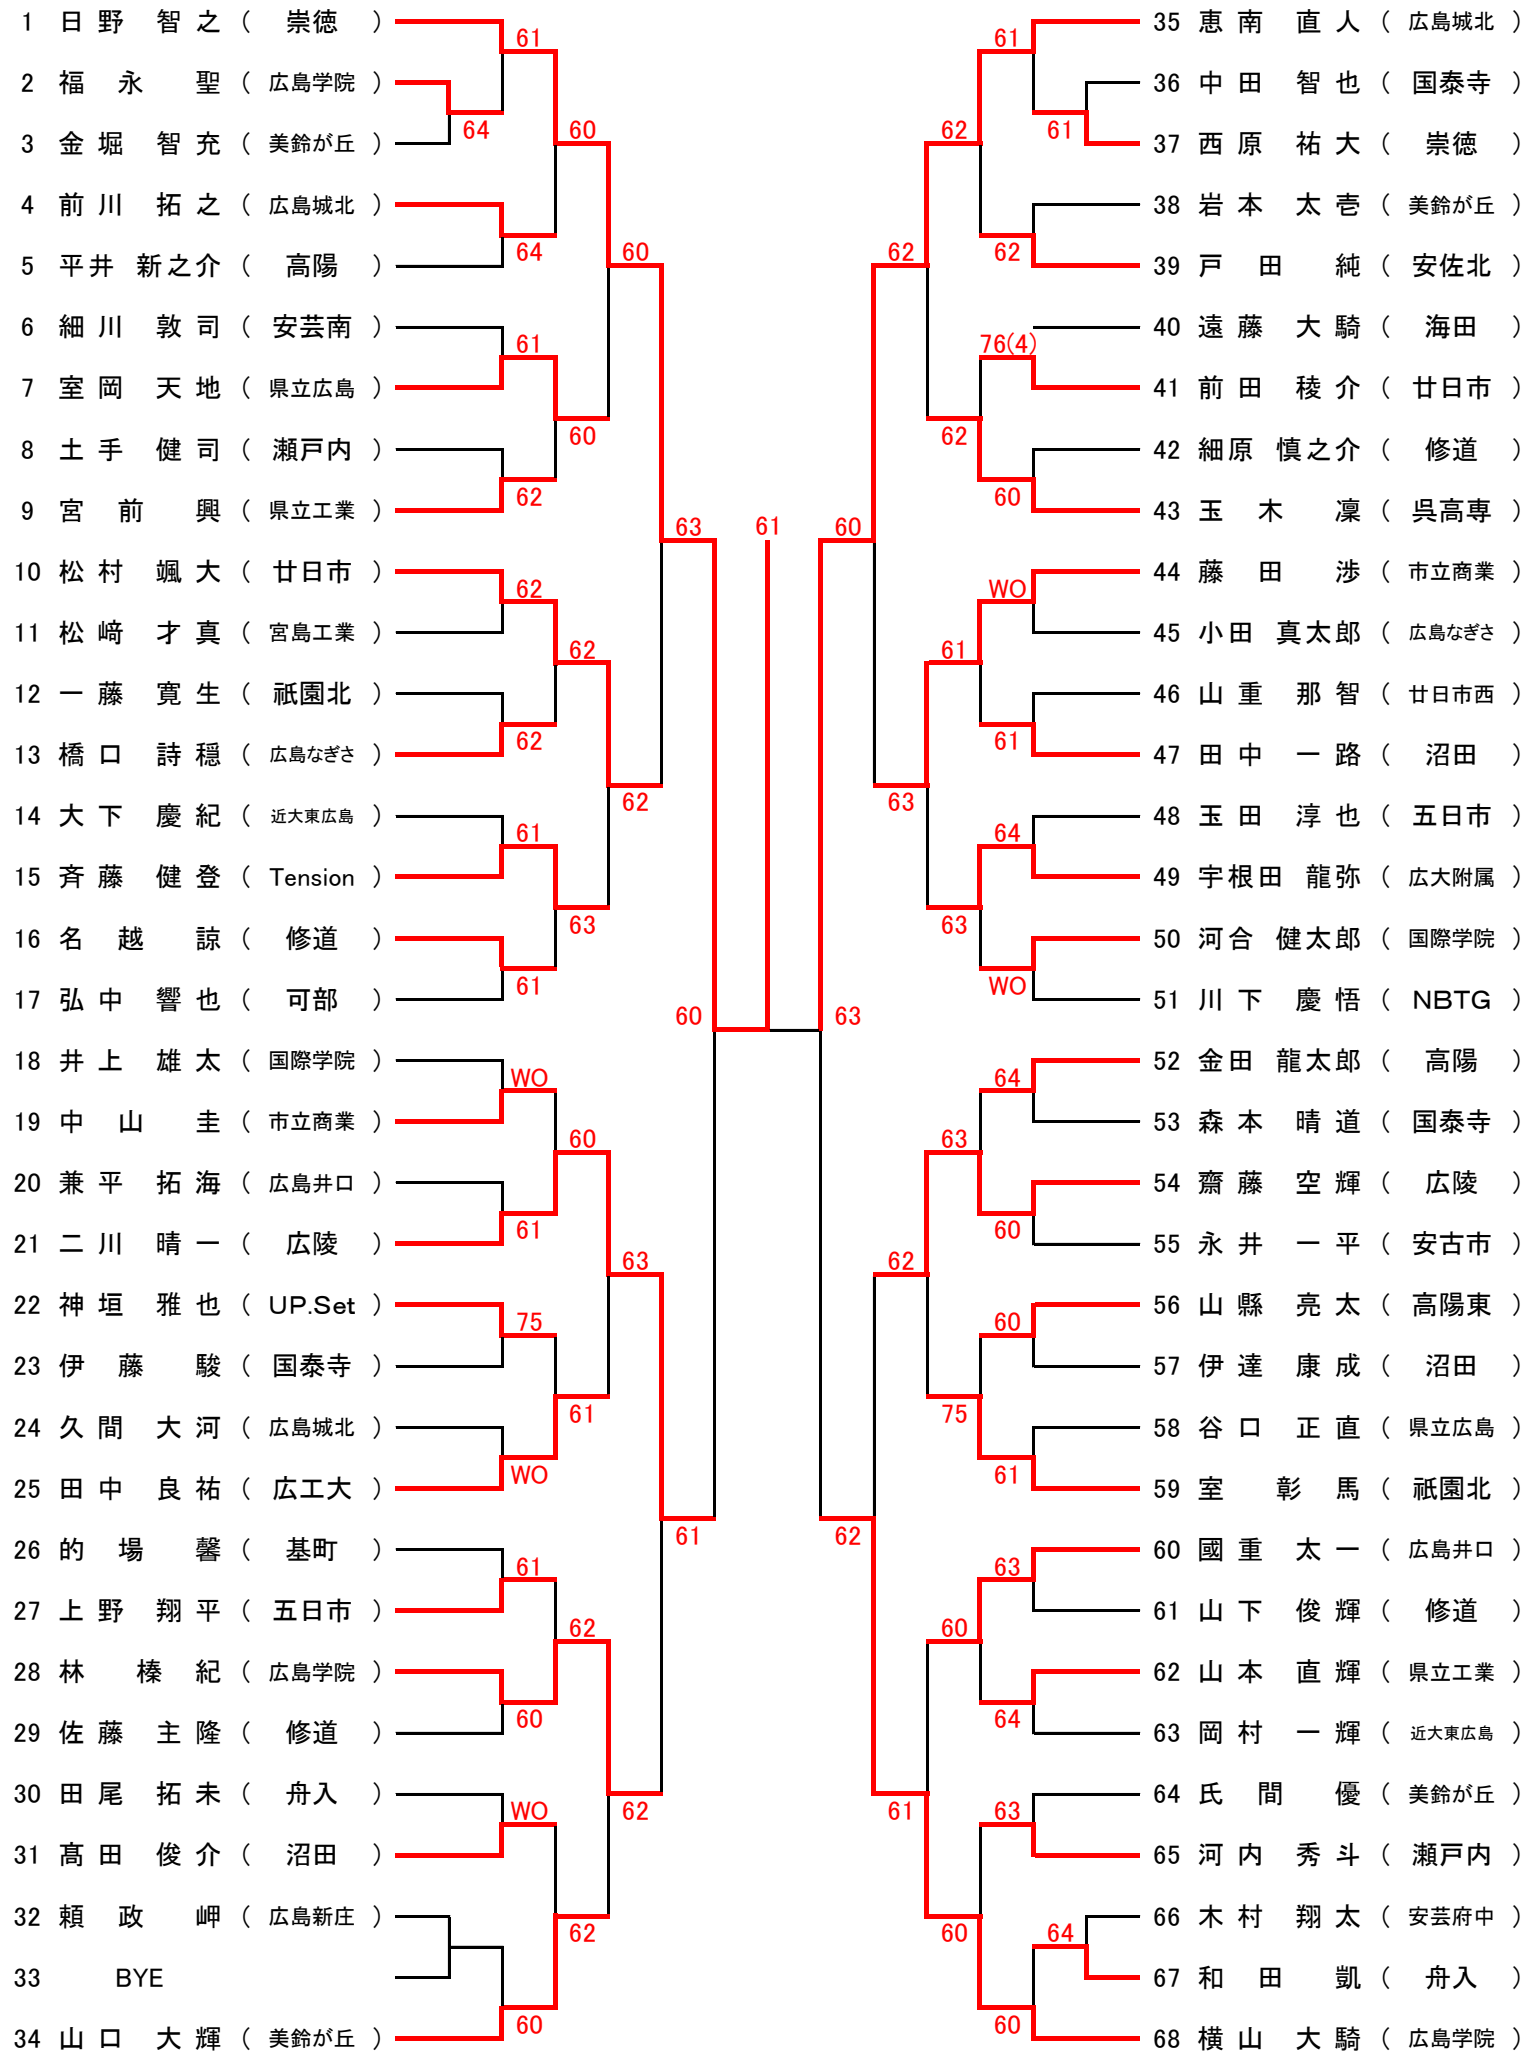 1 日野 智之 ( 崇徳 )
2 福永 聖 ( 広島学院 )
3 金堀 智充 ( 美鈴が丘 )
4 前川 拓之 ( 広島城北 )
5 平井 新之介 ( 高陽 )
6 細川 敦司 ( 安芸南 )
7 室岡 天地 ( 県立広島 )
8 土手 健司 ( 瀬戸内 )
9 宮前 興 ( 県立工業 )
10 松村 颯大 ( 廿日市 )
11 松﨑 才真 ( 宮島工業 )
12 一藤 寛生 ( 祇園北 )
13 橋口 詩穏 ( 広島なぎさ )
14 大下 慶紀 ( 近大東広島 )
15 斉藤 健登 ( Tension )
16 名越 諒 ( 修道 )
17 弘中 響也 ( 可部 )
18 井上 雄太 ( 国際学院 )
19 中山 圭 ( 市立商業 )
20 兼平 拓海 ( 広島井口 )
21 二川 晴一 ( 広陵 )
22 神垣 雅也 ( UP.Set )
23 伊藤 駿 ( 国泰寺 )
24 久間 大河 ( 広島城北 )
25 田中 良祐 ( 広工大 )
26 的場 馨 ( 基町 )
27 上野 翔平 ( 五日市 )
28 林 榛紀 ( 広島学院 )
29 佐藤 主隆 ( 修道 )
30 田尾 拓未 ( 舟入 )
31 髙田 俊介 ( 沼田 )
32 頼政 岬 ( 広島新庄 )
33 BYE
34 山口 大輝 ( 美鈴が丘 )
61
64
64
61
62
62
62
61
61
WO
61
75
WO
61
60
WO
60
60
60
62
63
60
61
62
62
60
62
63
62
63
61
60
61
63
60
62
62
63
62
61
62
62
61
63
63
75
60
60
61
61
62
76(4)
60
WO
61
64
WO
64
60
60
61
63
64
63
64
60
35 恵南 直人 ( 広島城北 )
36 中田 智也 ( 国泰寺 )
37 西原 祐大 ( 崇徳 )
38 岩本 太壱 ( 美鈴が丘 )
39 戸田 純 ( 安佐北 )
40 遠藤 大騎 ( 海田 )
41 前田 稜介 ( 廿日市 )
42 細原 慎之介 ( 修道 )
43 玉木 凜 ( 呉高専 )
44 藤田 渉 ( 市立商業 )
45 小田 真太郎 ( 広島なぎさ )
46 山重 那智 ( 廿日市西 )
47 田中 一路 ( 沼田 )
48 玉田 淳也 ( 五日市 )
49 宇根田 龍弥 ( 広大附属 )
50 河合 健太郎 ( 国際学院 )
51 川下 慶悟 ( NBTG )
52 金田 龍太郎 ( 高陽 )
53 森本 晴道 ( 国泰寺 )
54 齋藤 空輝 ( 広陵 )
55 永井 一平 ( 安古市 )
56 山縣 亮太 ( 高陽東 )
57 伊達 康成 ( 沼田 )
58 谷口 正直 ( 県立広島 )
59 室 彰馬 ( 祇園北 )
60 國重 太一 ( 広島井口 )
61 山下 俊輝 ( 修道 )
62 山本 直輝 ( 県立工業 )
63 岡村 一輝 ( 近大東広島 )
64 氏間 優 ( 美鈴が丘 )
65 河内 秀斗 ( 瀬戸内 )
66 木村 翔太 ( 安芸府中 )
67 和田 凱 ( 舟入 )
68 横山 大騎 ( 広島学院 )